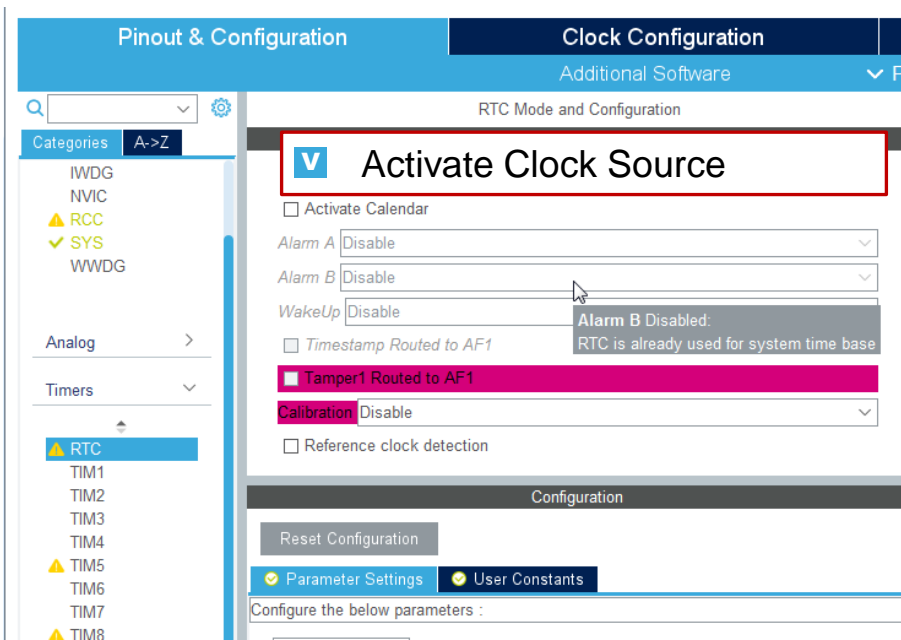 Pinout & Configuration
Clock Configuration
Additional Software
RTC Mode and Configuration
Categories A->Z
IWDG
NVIC
RCC
SYS
WWDG
Analog
Timers
RTC
TIM1
TIM2
TIM3
TIM4
TIM5
TIM6
TIM7
TIM8
V Activate Clock Source
Activate Calendar
Alarm A Disable
Alarm B Disable
WakeUp Disable
Alarm B Disabled:
RTC is already used for system time base
Timestamp Routed to AF1
Tamper1 Routed to AF1
Calibration Disable
Reference clock detection
Configuration
Reset Configuration
Parameter Settings
User Constants
Configure the below parameters :